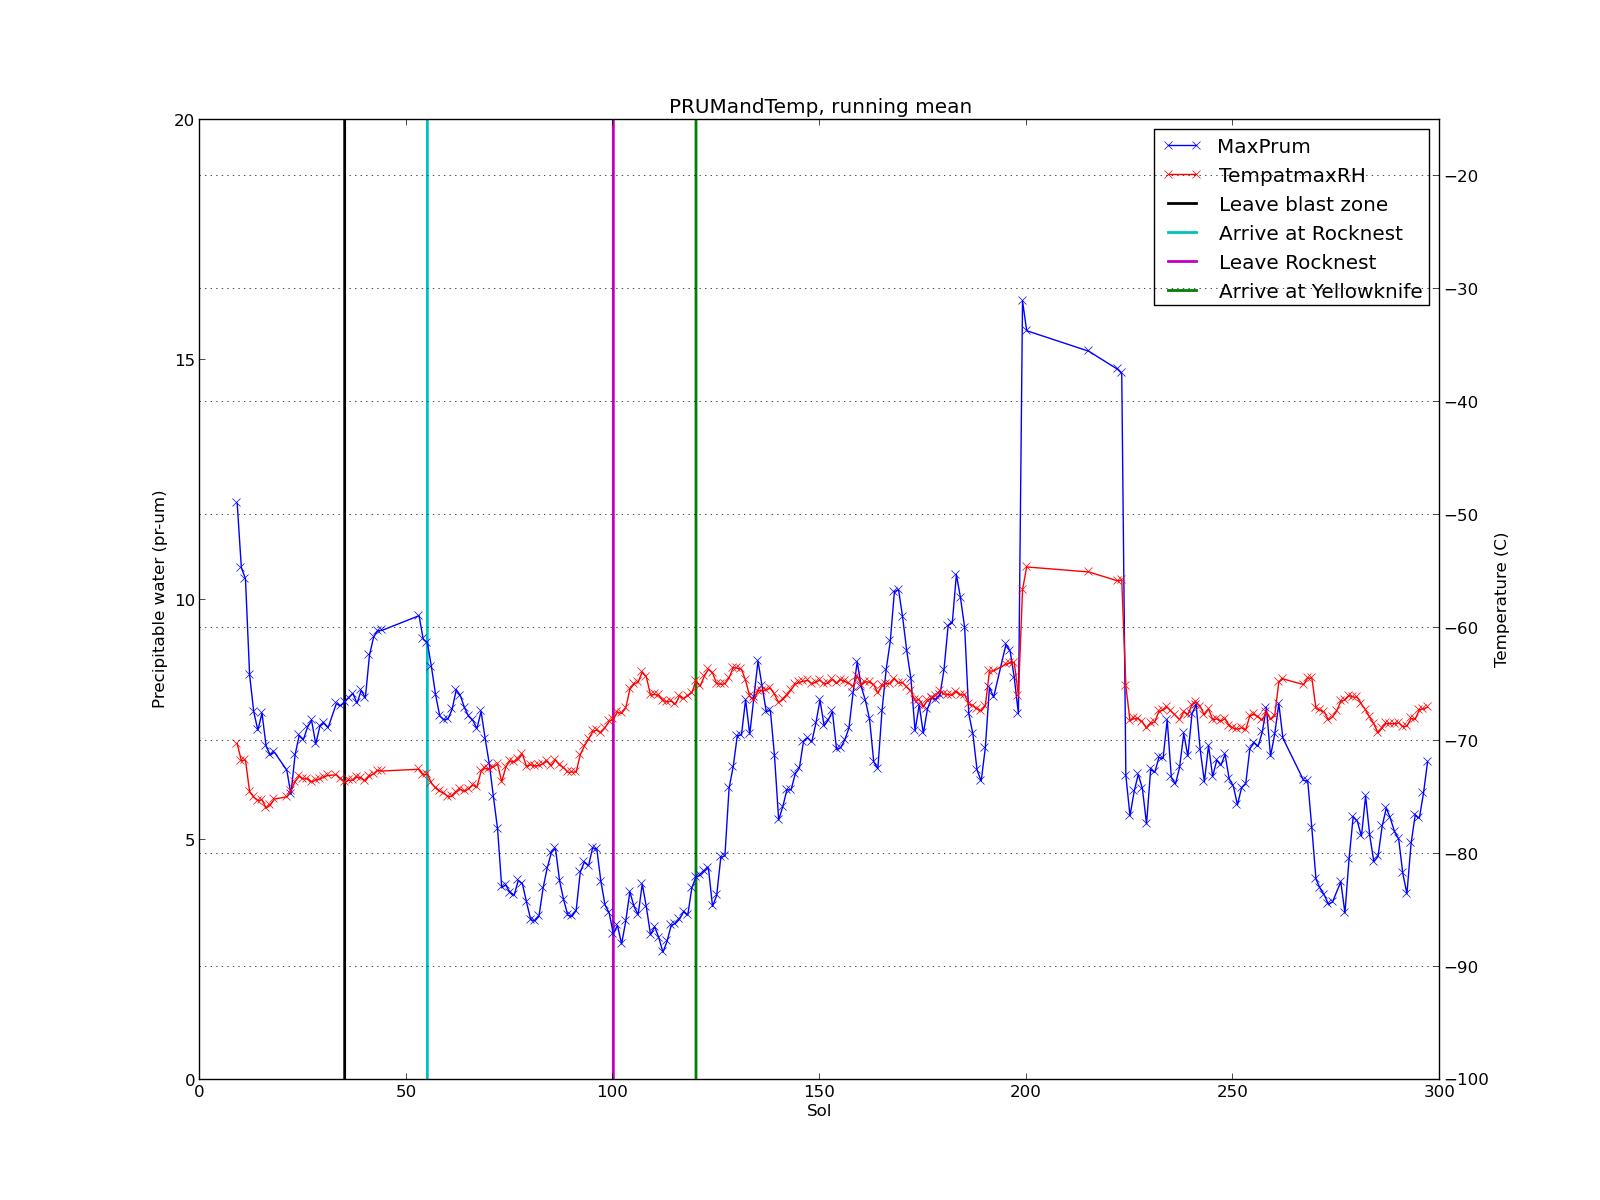 PRUMandTemp, running mean
MaxPrum
TempatmaxRH
Leave blast zone
Arrive at Rocknest
Leave Rocknest
Arrive at Yellowknife
Precipitable water (pr-um)
20
15
10
5
0
Temperature (C)
−20
−30
−40
−50
−60
−70
−80
−90
−100
0 50 100 150 200 250 300
Sol